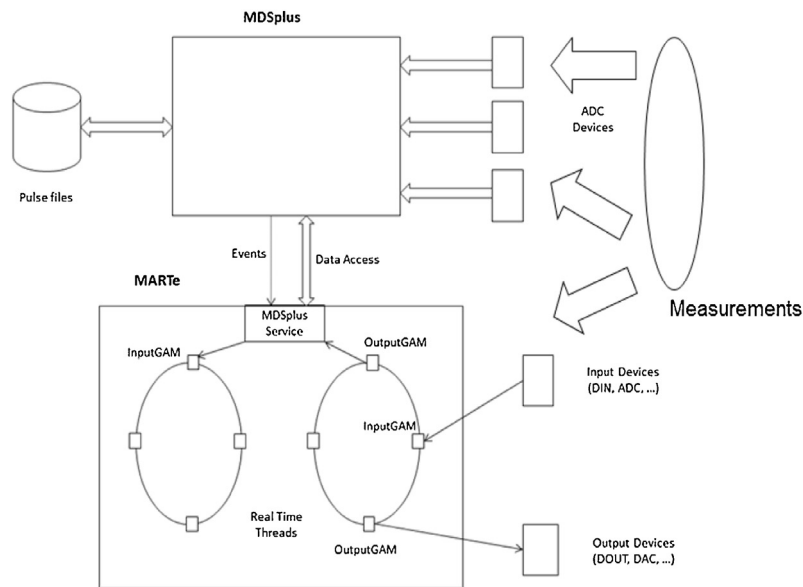 MDSplus
ADC
Devices
Pulse files
Events
Data Access
MARTe
Measurements
MDSplus
Service
InputGAM
OutputGAM
Input Devices
(DIN, ADC, ...)
InputGAM
Real Time
Threads
OutputGAM
Output Devices
(DOUT, DAC, ...)